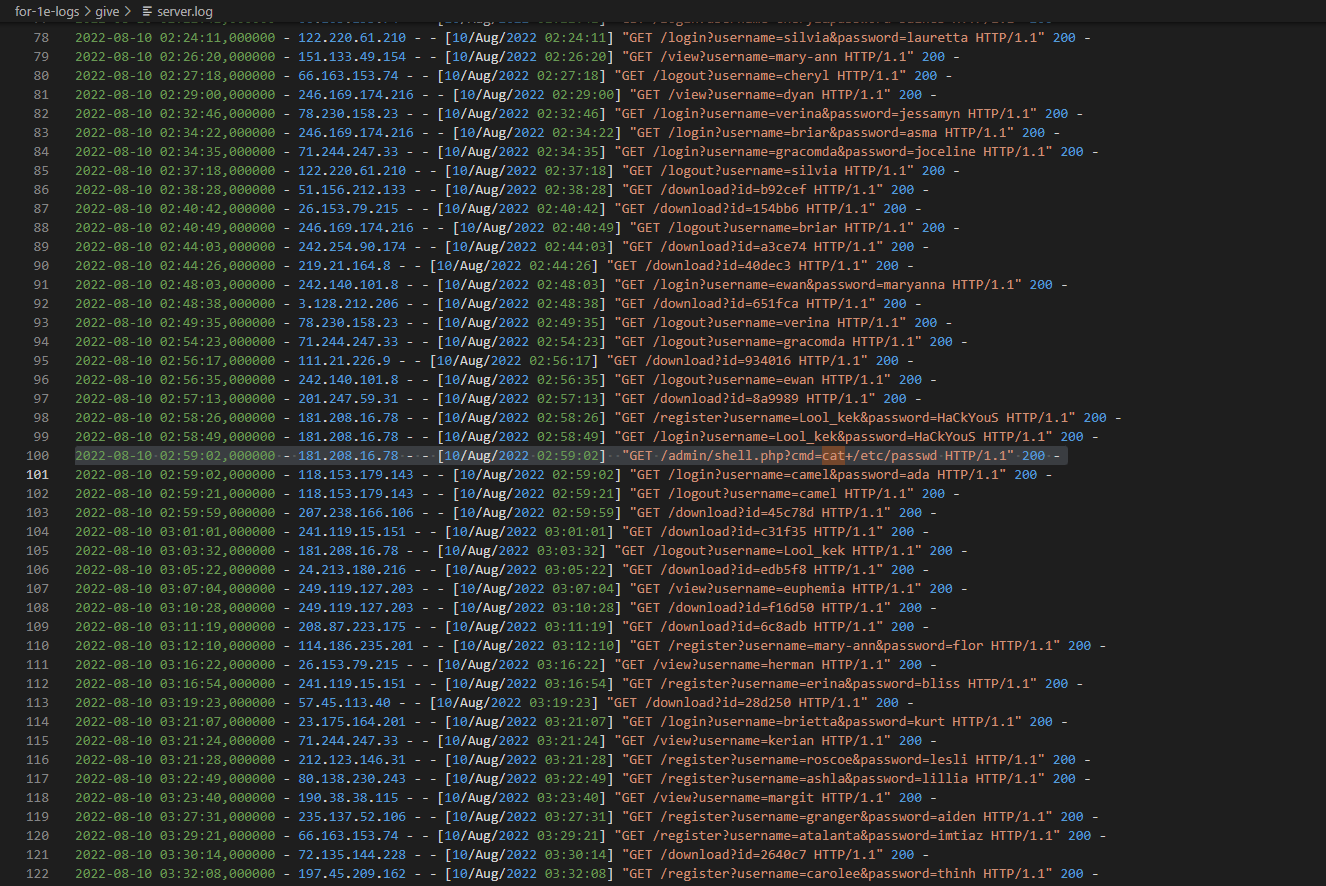 for-1e-logs > give > server.log
78 2022-08-10 02:24:11,000000 - 122.220.61.210 - - [10/Aug/2022 02:24:11] "GET /login?username=silvia&password=lauretta HTTP/1.1" 200 -
79 2022-08-10 02:26:20,000000 - 151.133.49.154 - - [10/Aug/2022 02:26:20] "GET /view?username=mary-ann HTTP/1.1" 200 -
80 2022-08-10 02:27:18,000000 - 66.163.153.74 - - [10/Aug/2022 02:27:18] "GET /logout?username=cheryl HTTP/1.1" 200 -
81 2022-08-10 02:29:00,000000 - 246.169.174.216 - - [10/Aug/2022 02:29:00] "GET /view?username=dyan HTTP/1.1" 200 -
82 2022-08-10 02:32:46,000000 - 78.230.158.23 - - [10/Aug/2022 02:32:46] "GET /login?username=verina&password=jessamyn HTTP/1.1" 200 -
83 2022-08-10 02:34:22,000000 - 246.169.174.216 - - [10/Aug/2022 02:34:22] "GET /login?username=briar&password=asma HTTP/1.1" 200 -
84 2022-08-10 02:34:35,000000 - 71.244.247.33 - - [10/Aug/2022 02:34:35] "GET /login?username=gracomda&password=joceline HTTP/1.1" 200 -
85 2022-08-10 02:37:18,000000 - 122.220.61.210 - - [10/Aug/2022 02:37:18] "GET /logout?username=silvia HTTP/1.1" 200 -
86 2022-08-10 02:38:28,000000 - 51.156.212.133 - - [10/Aug/2022 02:38:28] "GET /download?id=b92cef HTTP/1.1" 200 -
87 2022-08-10 02:40:42,000000 - 26.153.79.215 - - [10/Aug/2022 02:40:42] "GET /download?id=154bb6 HTTP/1.1" 200 -
88 2022-08-10 02:40:49,000000 - 246.169.174.216 - - [10/Aug/2022 02:40:49] "GET /logout?username=briar HTTP/1.1" 200 -
89 2022-08-10 02:44:03,000000 - 242.254.90.174 - - [10/Aug/2022 02:44:03] "GET /download?id=a3ce74 HTTP/1.1" 200 -
90 2022-08-10 02:44:26,000000 - 219.21.164.8 - - [10/Aug/2022 02:44:26] "GET /download?id=40dec3 HTTP/1.1" 200 -
91 2022-08-10 02:48:03,000000 - 242.140.101.8 - - [10/Aug/2022 02:48:03] "GET /login?username=ewan&password=maryanna HTTP/1.1" 200 -
92 2022-08-10 02:48:38,000000 - 3.128.212.206 - - [10/Aug/2022 02:48:38] "GET /download?id=651fca HTTP/1.1" 200 -
93 2022-08-10 02:49:35,000000 - 78.230.158.23 - - [10/Aug/2022 02:49:35] "GET /logout?username=verina HTTP/1.1" 200 -
94 2022-08-10 02:54:23,000000 - 71.244.247.33 - - [10/Aug/2022 02:54:23] "GET /logout?username=gracomda HTTP/1.1" 200 -
95 2022-08-10 02:56:17,000000 - 111.21.226.9 - - [10/Aug/2022 02:56:17] "GET /download?id=934016 HTTP/1.1" 200 -
96 2022-08-10 02:56:35,000000 - 242.140.101.8 - - [10/Aug/2022 02:56:35] "GET /logout?username=ewan HTTP/1.1" 200 -
97 2022-08-10 02:57:13,000000 - 201.247.59.31 - - [10/Aug/2022 02:57:13] "GET /download?id=8a9989 HTTP/1.1" 200 -
98 2022-08-10 02:58:26,000000 - 181.208.16.78 - - [10/Aug/2022 02:58:26] "GET /register?username=Lool_kek&password=HaCkYouS HTTP/1.1" 200 -
99 2022-08-10 02:58:49,000000 - 181.208.16.78 - - [10/Aug/2022 02:58:49] "GET /login?username=Lool_kek&password=HaCkYouS HTTP/1.1" 200 -
100 2022-08-10 02:59:02,000000 - 181.208.16.78 - - [10/Aug/2022 02:59:02] "GET /admin/shell.php?cmd=cat+/etc/passwd HTTP/1.1" 200 -
101 2022-08-10 02:59:02,000000 - 118.153.179.143 - - [10/Aug/2022 02:59:02] "GET /login?username=camel&password=ada HTTP/1.1" 200 -
102 2022-08-10 02:59:21,000000 - 118.153.179.143 - - [10/Aug/2022 02:59:21] "GET /logout?username=camel HTTP/1.1" 200 -
103 2022-08-10 02:59:59,000000 - 207.238.166.106 - - [10/Aug/2022 02:59:59] "GET /download?id=45c78d HTTP/1.1" 200 -
104 2022-08-10 03:01:01,000000 - 241.119.15.151 - - [10/Aug/2022 03:01:01] "GET /download?id=c31f35 HTTP/1.1" 200 -
105 2022-08-10 03:03:32,000000 - 181.208.16.78 - - [10/Aug/2022 03:03:32] "GET /logout?username=Lool_kek HTTP/1.1" 200 -
106 2022-08-10 03:05:22,000000 - 24.213.180.216 - - [10/Aug/2022 03:05:22] "GET /download?id=edb5f8 HTTP/1.1" 200 -
107 2022-08-10 03:07:04,000000 - 249.119.127.203 - - [10/Aug/2022 03:07:04] "GET /view?username=euphemia HTTP/1.1" 200 -
108 2022-08-10 03:10:28,000000 - 249.119.127.203 - - [10/Aug/2022 03:10:28] "GET /download?id=f16d50 HTTP/1.1" 200 -
109 2022-08-10 03:11:19,000000 - 208.87.223.175 - - [10/Aug/2022 03:11:19] "GET /download?id=6c8adb HTTP/1.1" 200 -
110 2022-08-10 03:12:10,000000 - 114.186.235.201 - - [10/Aug/2022 03:12:10] "GET /register?username=mary-ann&password=flor HTTP/1.1" 200 -
111 2022-08-10 03:16:22,000000 - 26.153.79.215 - - [10/Aug/2022 03:16:22] "GET /view?username=herman HTTP/1.1" 200 -
112 2022-08-10 03:16:54,000000 - 241.119.15.151 - - [10/Aug/2022 03:16:54] "GET /register?username=erina&password=bliss HTTP/1.1" 200 -
113 2022-08-10 03:19:23,000000 - 57.45.113.40 - - [10/Aug/2022 03:19:23] "GET /download?id=28d250 HTTP/1.1" 200 -
114 2022-08-10 03:21:07,000000 - 23.175.164.201 - - [10/Aug/2022 03:21:07] "GET /login?username=brietta&password=kurt HTTP/1.1" 200 -
115 2022-08-10 03:21:24,000000 - 71.244.247.33 - - [10/Aug/2022 03:21:24] "GET /view?username=kerian HTTP/1.1" 200 -
116 2022-08-10 03:21:28,000000 - 212.123.146.31 - - [10/Aug/2022 03:21:28] "GET /register?username=roscoe&password=lesli HTTP/1.1" 200 -
117 2022-08-10 03:22:49,000000 - 80.138.230.243 - - [10/Aug/2022 03:22:49] "GET /register?username=ashla&password=lillia HTTP/1.1" 200 -
118 2022-08-10 03:23:40,000000 - 190.38.38.115 - - [10/Aug/2022 03:23:40] "GET /view?username=margit HTTP/1.1" 200 -
119 2022-08-10 03:27:31,000000 - 235.137.52.106 - - [10/Aug/2022 03:27:31] "GET /register?username=granger&password=aiden HTTP/1.1" 200 -
120 2022-08-10 03:29:21,000000 - 66.163.153.74 - - [10/Aug/2022 03:29:21] "GET /register?username=atalanta&password=imtiaz HTTP/1.1" 200 -
121 2022-08-10 03:30:14,000000 - 72.135.144.228 - - [10/Aug/2022 03:30:14] "GET /download?id=2640c7 HTTP/1.1" 200 -
122 2022-08-10 03:32:08,000000 - 197.45.209.162 - - [10/Aug/2022 03:32:08] "GET /register?username=carolee&password=thinh HTTP/1.1" 200 -